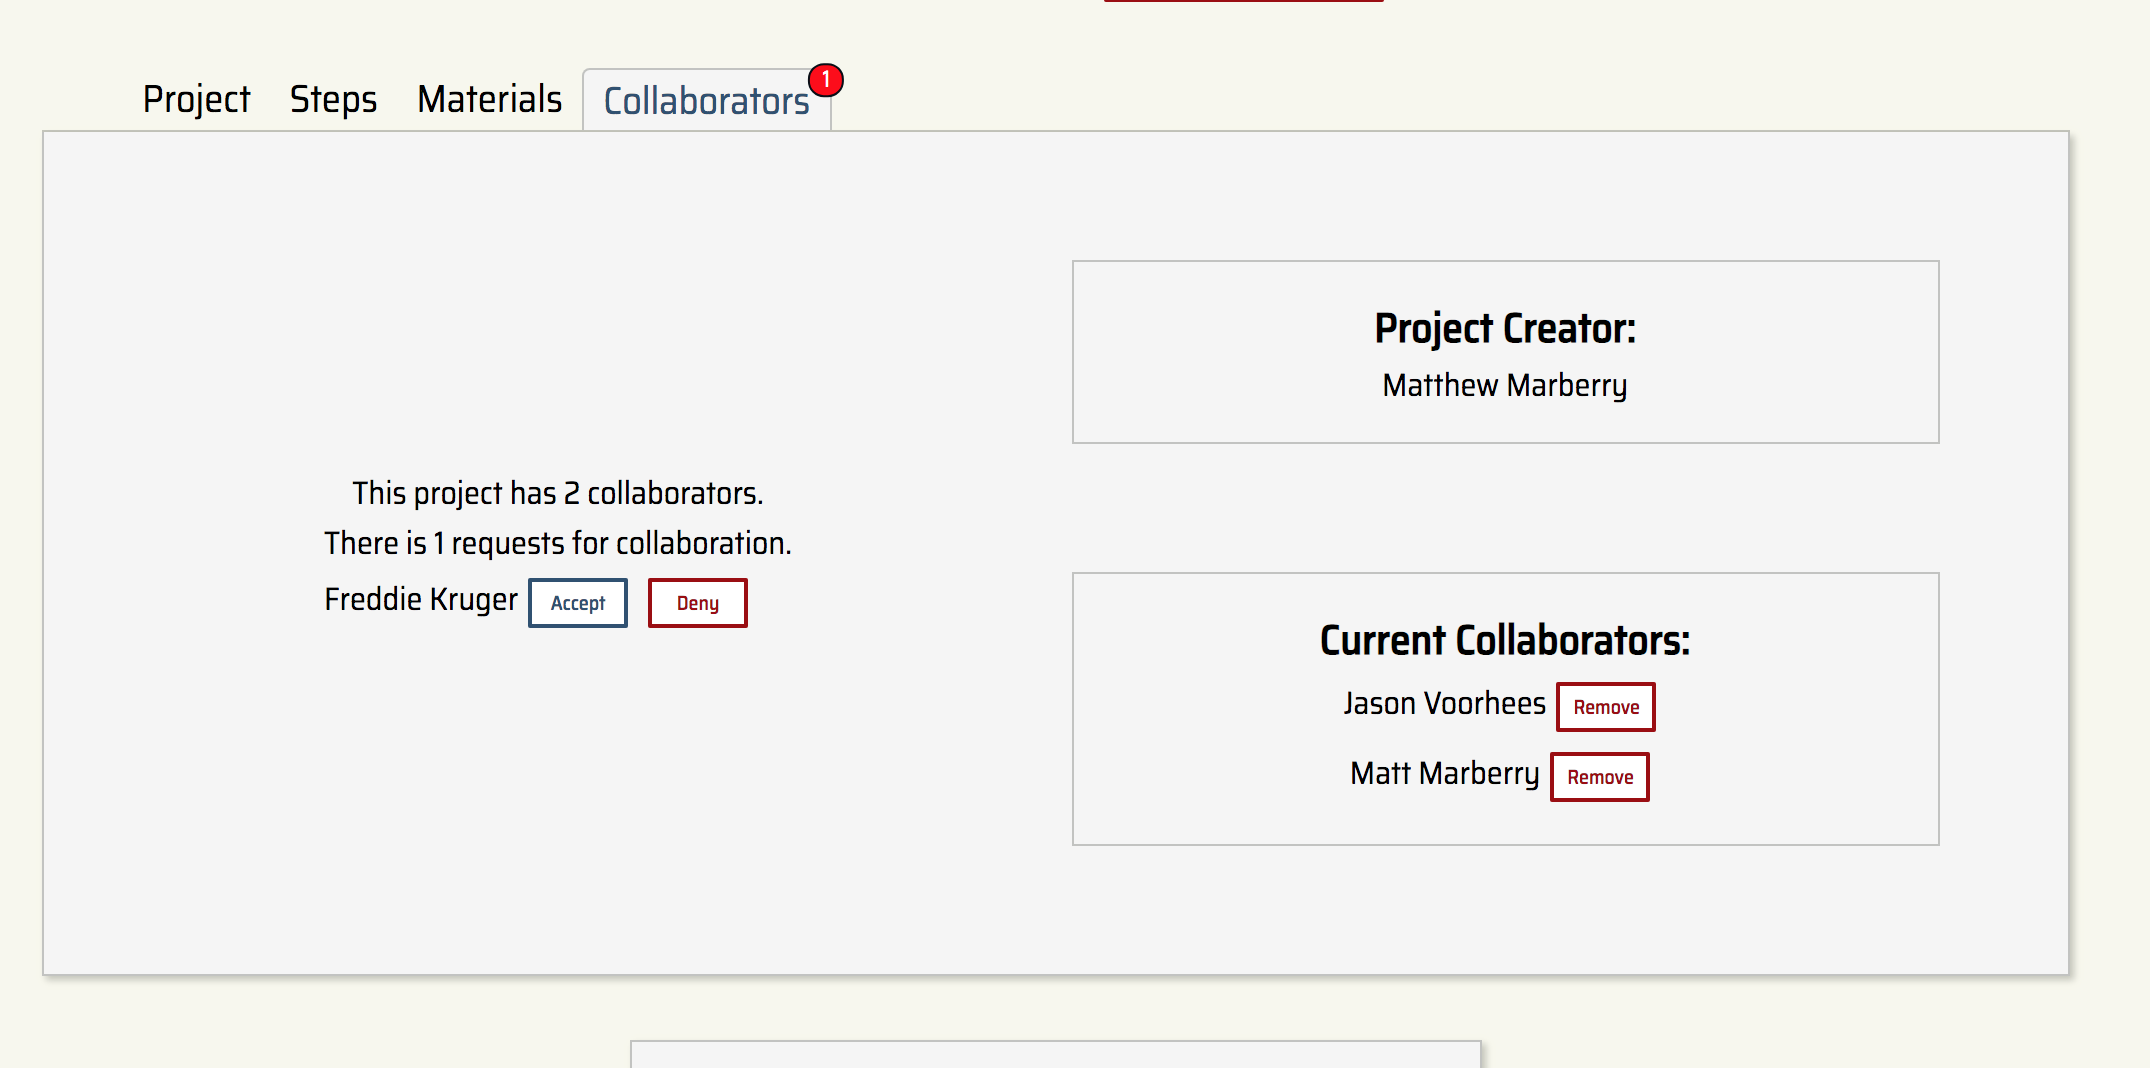 Project Steps Materials Collaborators 1
This project has 2 collaborators.
There is 1 requests for collaboration.
Freddie Kruger Accept Deny
Project Creator:
Matthew Marberry
Current Collaborators:
Jason Voorhees Remove
Matt Marberry Remove